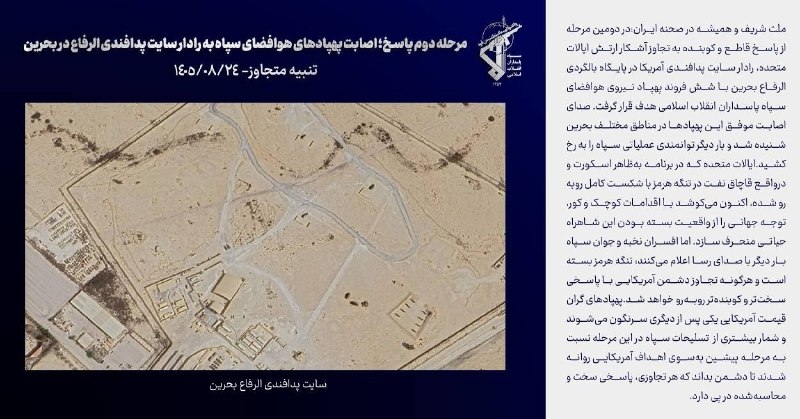 مرحله دوم پاسخ؛ اصابت پهپادهای هوافضای سپاه به رادار سایت پدافندی الرفاع در بحرین
تنبیه متجاوز- ۱۴۰۵/۰۸/۲۴
سپاه
پاسداران
انقلاب
اسلامی
سایت پدافندی الرفاع بحرین
ملت شریف و همیشه در صحنه ایران؛در دومین مرحله
از پاسخ قاطع و کوبنده به تجاوز آشکار ارتش ایالات
متحده، رادار سایت پدافندی آمریکا در پایگاه بالگردی
الرفاع بحرین با شش فروند پهپاد نیروی هوافضای
سپاه پاسداران انقلاب اسلامی هدف قرار گرفت. صدای
اصابت موفق این پهپادها در مناطق مختلف بحرین
شنیده شد و بار دیگر توانمندی عملیاتی سپاه را به رخ
کشید.ایالات متحده که در برنامه به‌ظاهر اسکورت و
درواقع قاچاق نفت در تنگه هرمز با شکست کامل روبه
رو شده، اکنون می‌کوشد با اقدامات کوچک و کور،
توجه جهانی را از واقعیت بسته بودن این شاهراه
حیاتی منحرف سازد. اما افسران نخبه و جوان سپاه
بار دیگر با صدای رسا اعلام می‌کنند، تنگه هرمز بسته
است و هرگونه تجاوز دشمن آمریکایی با پاسخی
سخت‌تر و کوبنده‌تر روبه‌رو خواهد شد.پهپادهای گران
قیمت آمریکایی یکی پس از دیگری سرنگون می‌شوند
و شمار بیشتری از تسلیحات سپاه در این مرحله نسبت
به مرحله پیشین به‌سوی اهداف آمریکایی روانه
شدند تا دشمن بداند که هر تجاوزی، پاسخی سخت و
محاسبه‌شده در پی دارد.